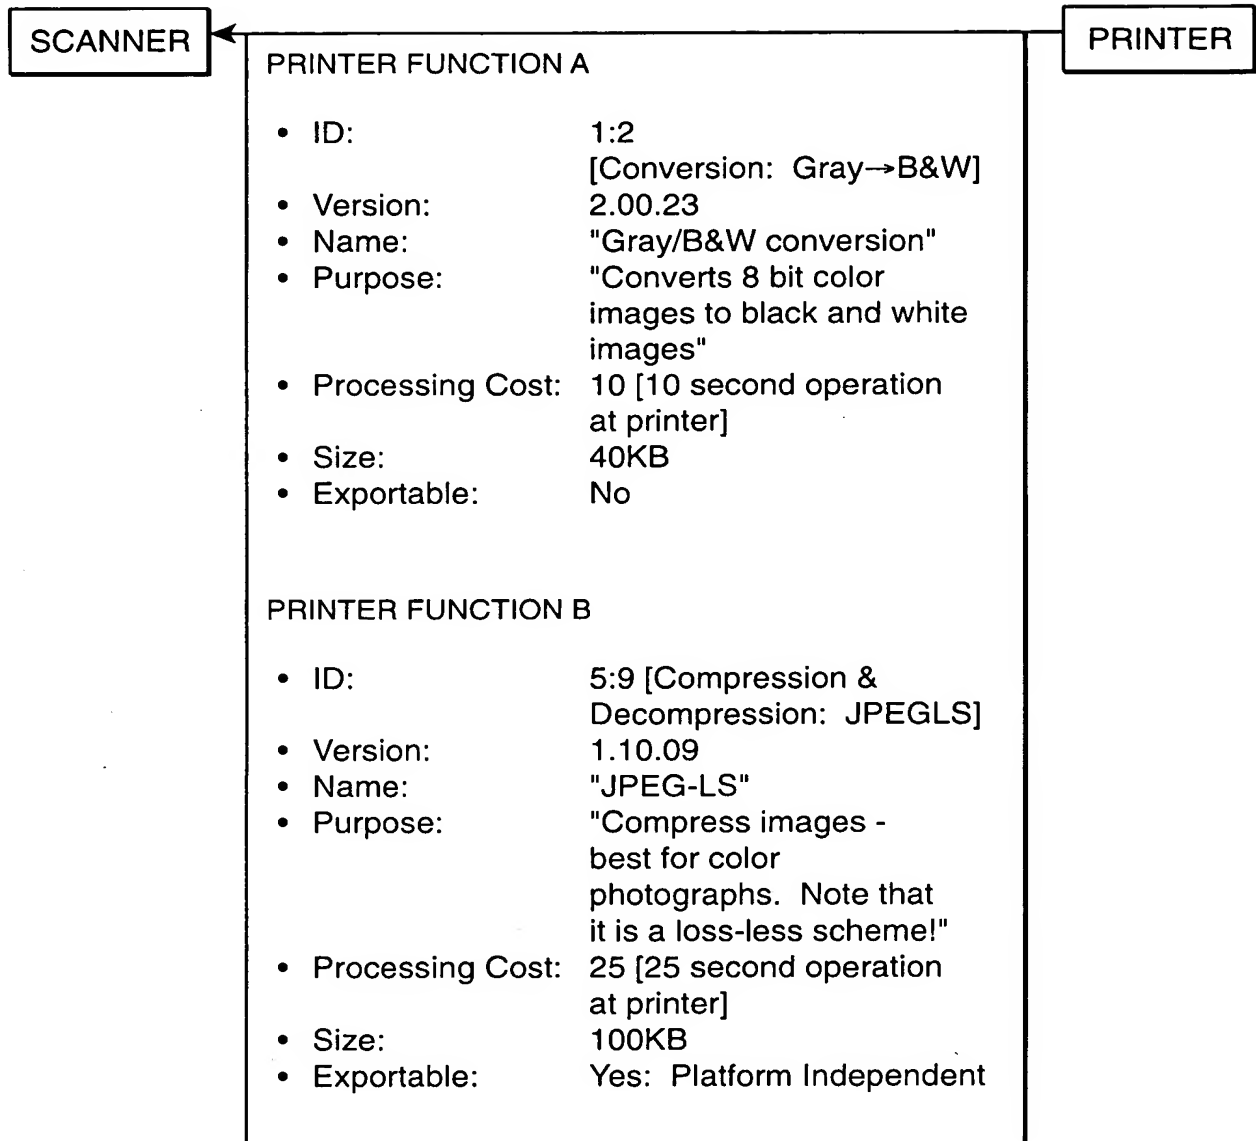 SCANNER
PRINTER
PRINTER FUNCTION A
• ID: 1:2
[Conversion: Gray→B&W]
• Version: 2.00.23
• Name: "Gray/B&W conversion"
• Purpose: "Converts 8 bit color
images to black and white
images"
• Processing Cost: 10 [10 second operation
at printer]
• Size: 40KB
• Exportable: No
PRINTER FUNCTION B
• ID: 5:9 [Compression &
Decompression: JPEGLS]
• Version: 1.10.09
• Name: "JPEG-LS"
• Purpose: "Compress images -
best for color
photographs. Note that
it is a loss-less scheme!"
• Processing Cost: 25 [25 second operation
at printer]
• Size: 100KB
• Exportable: Yes: Platform Independent